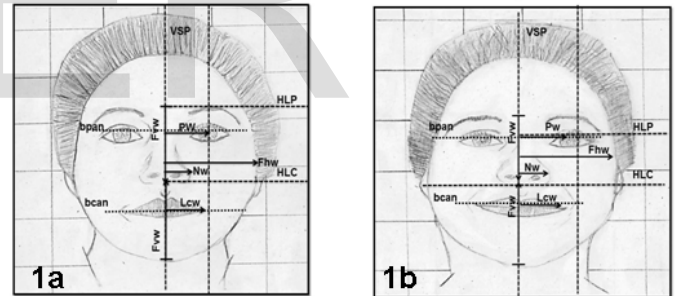 VSP
HLP
bpan
Fvw
PW
Fhw
Nw
HLC
bcan
Lcw
Fvw
1a
VSP
bpan
Fvw
Pw
HLP
Fhw
Nw
HLC
bcan
Fvw
Lcw
1b